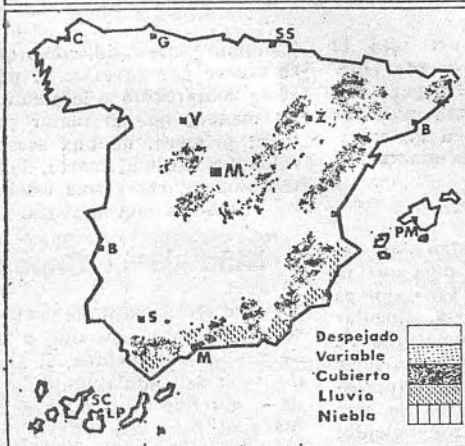 C
G
SS
V
Z
B
M
PM
B
S
M
SC
LP
Despejado
Variable
Cubierto
Lluvia
Niebla